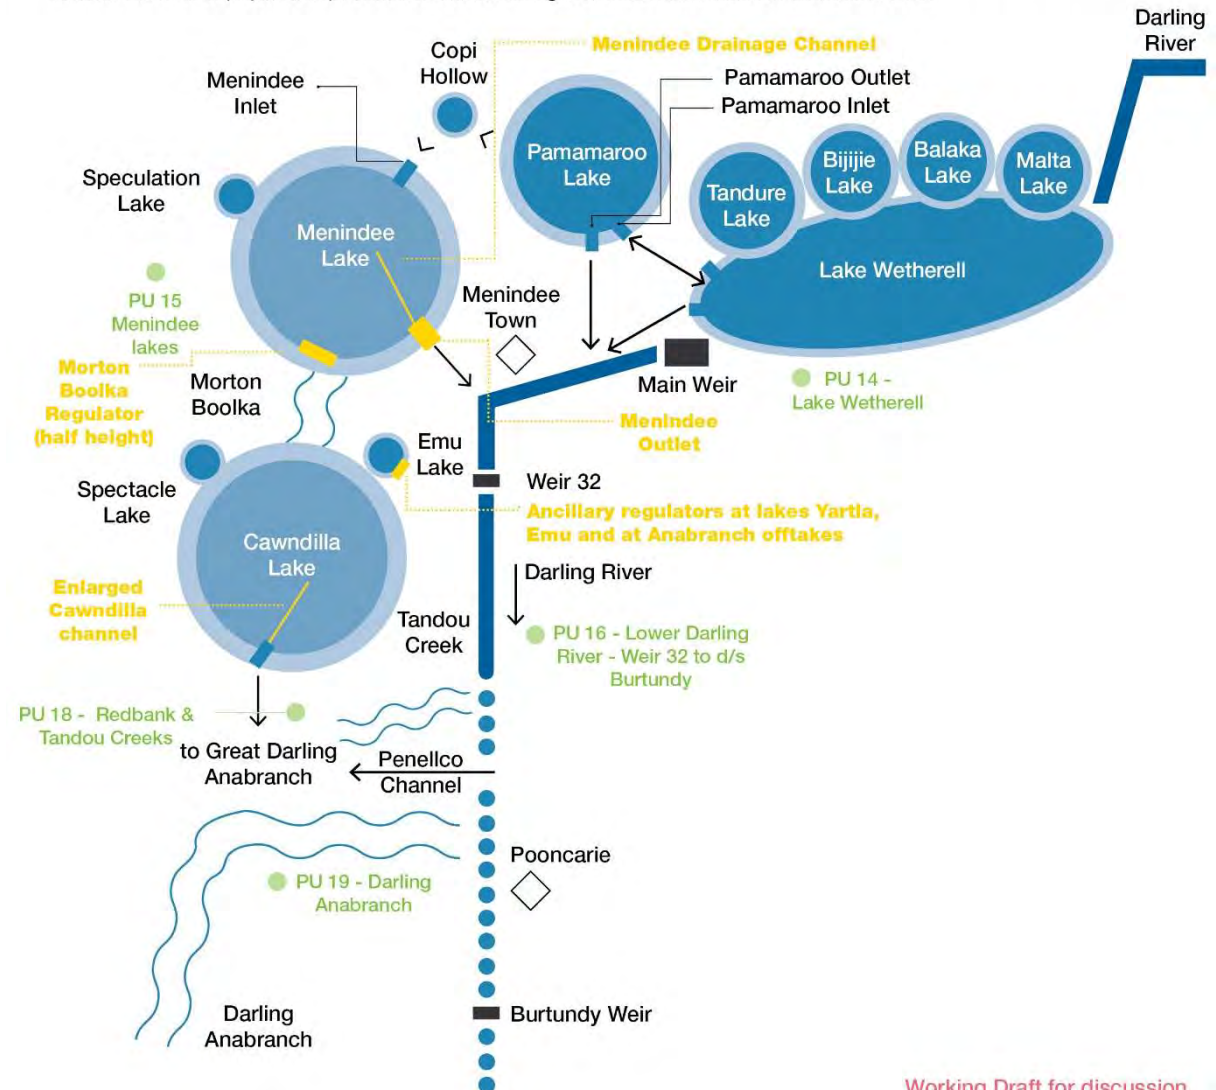 Darling
River
Menindee Drainage Channel
Copi
Hollow
Menindee
Inlet
Pamamaroo Outlet
Pamamaroo Inlet
Pamamaroo
Lake
Tandure
Lake
Bijijie
Lake
Balaka
Lake
Malta
Lake
Speculation
Lake
Menindee
Lake
Lake Wetherell
PU 15
Menindee
lakes
Menindee
Town
Morton
Boolka
Regulator
(half height)
Morton
Boolka
Main Weir
PU 14 -
Lake Wetherell
Menindee
Outlet
Emu
Lake
Spectacle
Lake
Weir 32
Ancillary regulators at lakes Yartla,
Emu and at Anabranch offtakes
Cawndilla
Lake
Darling River
Enlarged
Cawndilla
channel
Tandou
Creek
PU 16 - Lower Darling
River - Weir 32 to d/s
Burtundy
PU 18 - Redbank &
Tandou Creeks
to Great Darling
Anabranch
Penellco
Channel
Pooncarie
PU 19 - Darling
Anabranch
Darling
Anabranch
Burtundy Weir
Working Draft for discussion